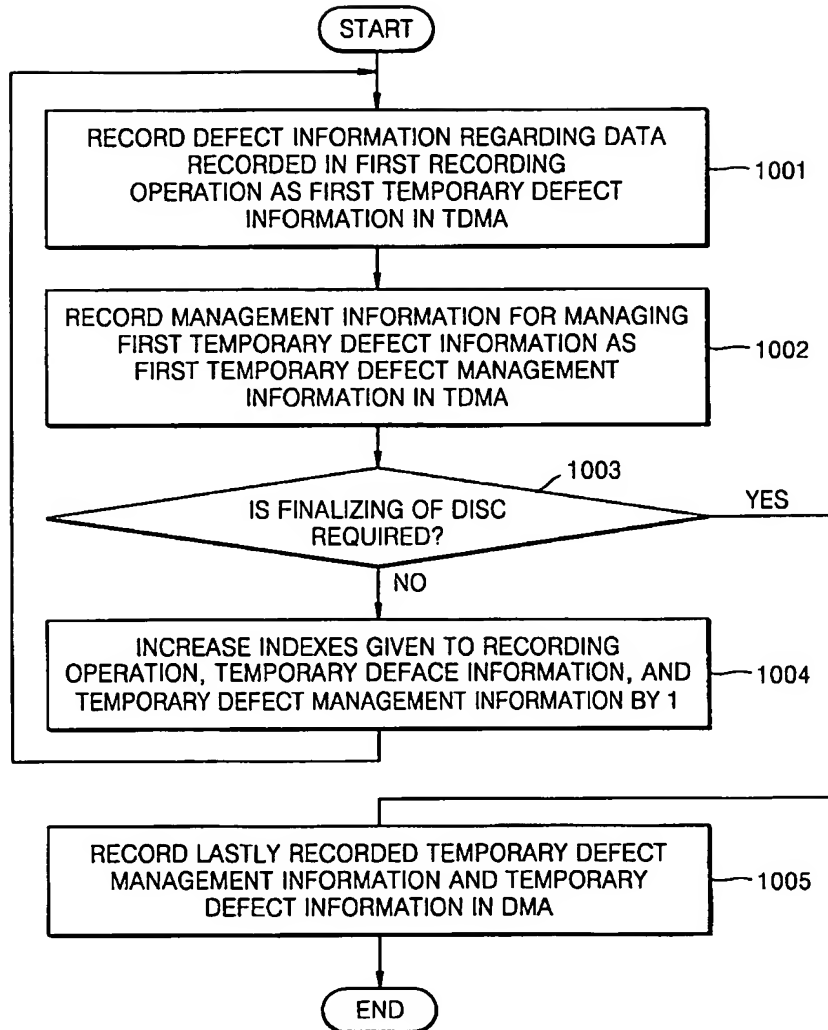 START
RECORD DEFECT INFORMATION REGARDING DATA
RECORDED IN FIRST RECORDING
OPERATION AS FIRST TEMPORARY DEFECT
INFORMATION IN TDMA
1001
RECORD MANAGEMENT INFORMATION FOR MANAGING
FIRST TEMPORARY DEFECT INFORMATION AS
FIRST TEMPORARY DEFECT MANAGEMENT
INFORMATION IN TDMA
1002
1003
IS FINALIZING OF DISC
REQUIRED?
YES
NO
INCREASE INDEXES GIVEN TO RECORDING
OPERATION, TEMPORARY DEFACE INFORMATION, AND
TEMPORARY DEFECT MANAGEMENT INFORMATION BY 1
1004
RECORD LASTLY RECORDED TEMPORARY DEFECT
MANAGEMENT INFORMATION AND TEMPORARY
DEFECT INFORMATION IN DMA
1005
END